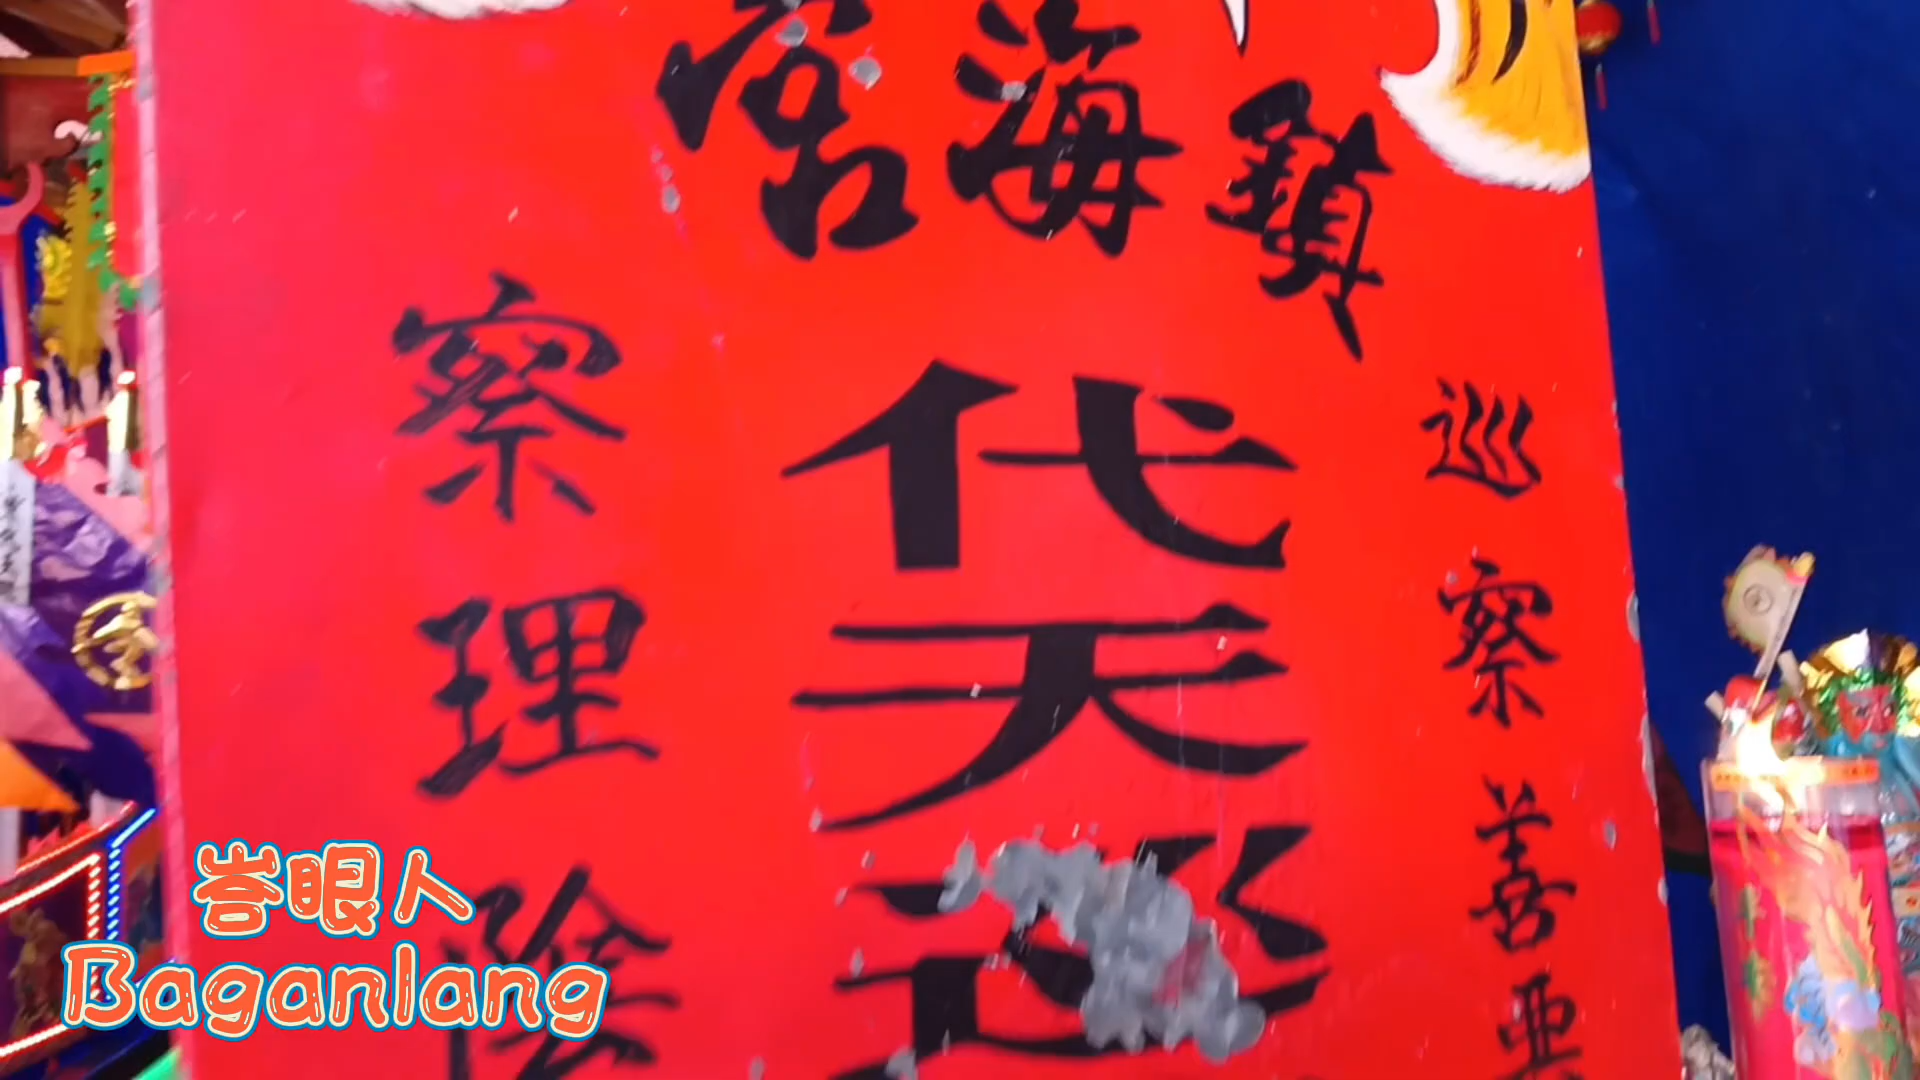 鎮海宮
巡察善惡
代天巡
察理陰
峇眼人
Baganlang